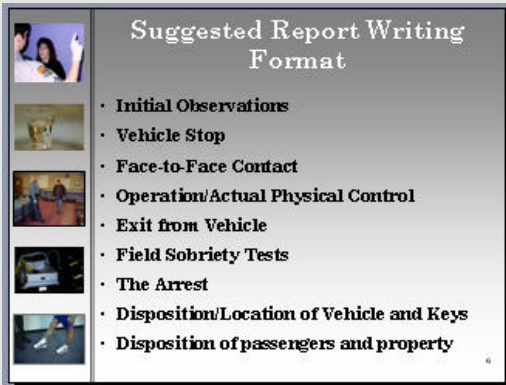 Suggested Report Writing
Format
· Initial Observations
· Vehicle Stop
· Face-to-Face Contact
· Operation/Actual Physical Control
· Exit from Vehicle
· Field Sobriety Tests
· The Arrest
· Disposition/Location of Vehicle and Keys
· Disposition of passengers and property
6